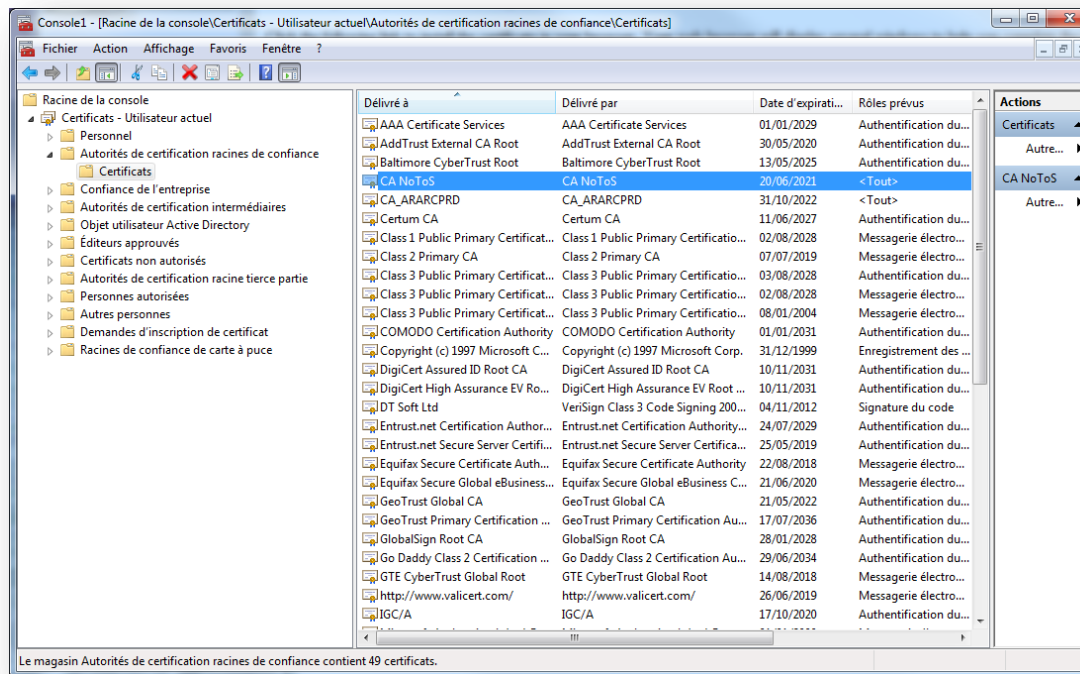 Console1 - [Racine de la console\Certificats - Utilisateur actuel\Autorités de certification racines de confiance\Certificats]
Fichier Action Affichage Favoris Fenêtre ?
Racine de la console
Certificats - Utilisateur actuel
Personnel
Autorités de certification racines de confiance
Certificats
Confiance de l'entreprise
Autorités de certification intermédiaires
Objet utilisateur Active Directory
Éditeurs approuvés
Certificats non autorisés
Autorités de certification racine tierce partie
Personnes autorisées
Autres personnes
Demandes d'inscription de certificat
Racines de confiance de carte à puce
Délivré à Délivré par Date d'expirati... Rôles prévus
AAA Certificate Services AAA Certificate Services 01/01/2029 Authentification du...
AddTrust External CA Root AddTrust External CA Root 30/05/2020 Authentification du...
Baltimore CyberTrust Root Baltimore CyberTrust Root 13/05/2025 Authentification du...
CA NoToS CA NoToS 20/06/2021 <Tout>
CA_ARARCPRD CA_ARARCPRD 31/10/2022 <Tout>
Certum CA Certum CA 11/06/2027 Authentification du...
Class 1 Public Primary Certificat... Class 1 Public Primary Certificatio... 02/08/2028 Messagerie électro...
Class 2 Primary CA Class 2 Primary CA 07/07/2019 Messagerie électro...
Class 3 Public Primary Certificat... Class 3 Public Primary Certificatio... 03/08/2028 Messagerie électro...
Class 3 Public Primary Certificat... Class 3 Public Primary Certificatio... 02/08/2028 Messagerie électro...
Class 3 Public Primary Certificat... Class 3 Public Primary Certificatio... 08/01/2004 Messagerie électro...
COMODO Certification Authority COMODO Certification Authority 01/01/2031 Authentification du...
Copyright (c) 1997 Microsoft C... Copyright (c) 1997 Microsoft Corp. 31/12/1999 Enregistrement des ...
DigiCert Assured ID Root CA DigiCert Assured ID Root CA 10/11/2031 Authentification du...
DigiCert High Assurance EV Ro... DigiCert High Assurance EV Root ... 10/11/2031 Authentification du...
DT Soft Ltd VeriSign Class 3 Code Signing 200... 04/11/2012 Signature du code
Entrust.net Certification Author... Entrust.net Certification Authority... 24/07/2029 Authentification du...
Entrust.net Secure Server Certifi... Entrust.net Secure Server Certifica... 25/05/2019 Authentification du...
Equifax Secure Certificate Auth... Equifax Secure Certificate Authority 22/08/2018 Messagerie électro...
Equifax Secure Global eBusiness... Equifax Secure Global eBusiness C... 21/06/2020 Messagerie électro...
GeoTrust Global CA GeoTrust Global CA 21/05/2022 Authentification du...
GeoTrust Primary Certification ... GeoTrust Primary Certification Au... 17/07/2036 Authentification du...
GlobalSign Root CA GlobalSign Root CA 28/01/2028 Authentification du...
Go Daddy Class 2 Certification ... Go Daddy Class 2 Certification Au... 29/06/2034 Authentification du...
GTE CyberTrust Global Root GTE CyberTrust Global Root 14/08/2018 Messagerie électro...
http://www.valicert.com/ http://www.valicert.com/ 26/06/2019 Messagerie électro...
IGC/A IGC/A 17/10/2020 Authentification du...
Actions
Certificats
Autre...
CA NoToS
Autre...
Le magasin Autorités de certification racines de confiance contient 49 certificats.